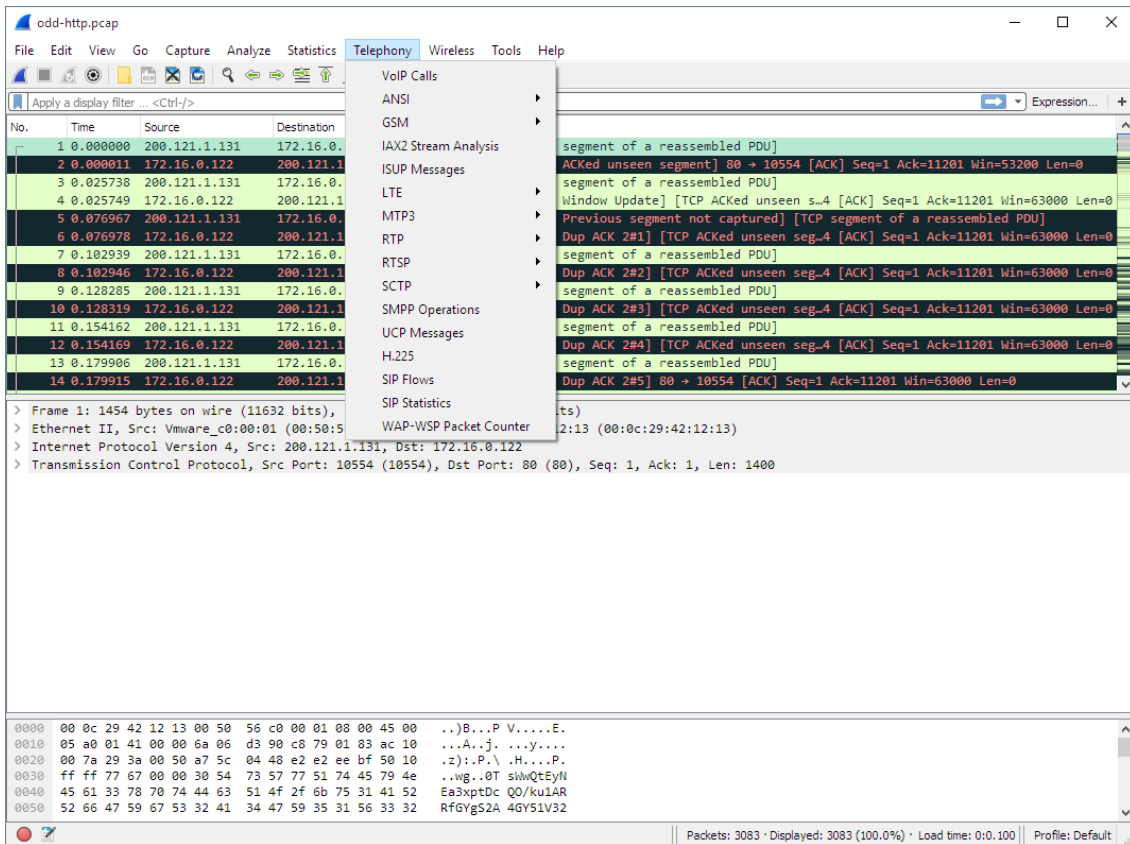 odd-http.pcap
File Edit View Go Capture Analyze Statistics Telephony Wireless Tools Help
Apply a display filter ... <Ctrl-/> Expression... +
VoIP Calls
ANSI
GSM
IAX2 Stream Analysis
ISUP Messages
LTE
MTP3
RTP
RTSP
SCTP
SMPP Operations
UCP Messages
H.225
SIP Flows
SIP Statistics
WAP-WSP Packet Counter
No. Time Source Destination
1 0.000000 200.121.1.131 172.16.0. segment of a reassembled PDU]
2 0.000011 172.16.0.122 200.121.1 ACKed unseen segment] 80 → 10554 [ACK] Seq=1 Ack=11201 Win=53200 Len=0
3 0.025738 200.121.1.131 172.16.0. segment of a reassembled PDU]
4 0.025749 172.16.0.122 200.121.1 Window Update] [TCP ACKed unseen s…4 [ACK] Seq=1 Ack=11201 Win=63000 Len=0
5 0.076967 200.121.1.131 172.16.0. Previous segment not captured] [TCP segment of a reassembled PDU]
6 0.076978 172.16.0.122 200.121.1 Dup ACK 2#1] [TCP ACKed unseen seg…4 [ACK] Seq=1 Ack=11201 Win=63000 Len=0
7 0.102939 200.121.1.131 172.16.0. segment of a reassembled PDU]
8 0.102946 172.16.0.122 200.121.1 Dup ACK 2#2] [TCP ACKed unseen seg…4 [ACK] Seq=1 Ack=11201 Win=63000 Len=0
9 0.128285 200.121.1.131 172.16.0. segment of a reassembled PDU]
10 0.128319 172.16.0.122 200.121.1 Dup ACK 2#3] [TCP ACKed unseen seg…4 [ACK] Seq=1 Ack=11201 Win=63000 Len=0
11 0.154162 200.121.1.131 172.16.0. segment of a reassembled PDU]
12 0.154169 172.16.0.122 200.121.1 Dup ACK 2#4] [TCP ACKed unseen seg…4 [ACK] Seq=1 Ack=11201 Win=63000 Len=0
13 0.179906 200.121.1.131 172.16.0. segment of a reassembled PDU]
14 0.179915 172.16.0.122 200.121.1 Dup ACK 2#5] 80 → 10554 [ACK] Seq=1 Ack=11201 Win=63000 Len=0
Frame 1: 1454 bytes on wire (11632 bits), its)
Ethernet II, Src: Vmware_c0:00:01 (00:50:5 12:13 (00:0c:29:42:12:13)
Internet Protocol Version 4, Src: 200.121.1.131, Dst: 172.16.0.122
Transmission Control Protocol, Src Port: 10554 (10554), Dst Port: 80 (80), Seq: 1, Ack: 1, Len: 1400
0000 00 0c 29 42 12 13 00 50 56 c0 00 01 08 00 45 00 ..)B...P V.....E.
0010 05 a0 01 41 00 00 6a 06 d3 90 c8 79 01 83 ac 10 ...A..j. ...y....
0020 00 7a 29 3a 00 50 a7 5c 04 48 e2 e2 ee bf 50 10 .z):.P.\ .H....P.
0030 ff ff 77 67 00 00 30 54 73 57 77 51 74 45 79 4e ..wg..0T sWwQtEyN
0040 45 61 33 78 70 74 44 63 51 4f 2f 6b 75 31 41 52 Ea3xptDc QO/ku1AR
0050 52 66 47 59 67 53 32 41 34 47 59 35 31 56 33 32 RfGYgS2A 4GY51V32
Packets: 3083 · Displayed: 3083 (100.0%) · Load time: 0:0.100 Profile: Default